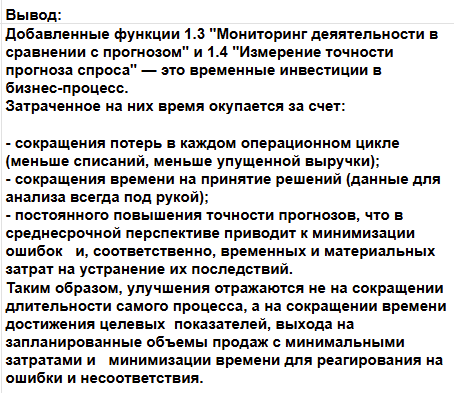 Вывод:
Добавленные функции 1.3 "Мониторинг деяятельности в
сравнении с прогнозом" и 1.4 "Измерение точности
прогноза спроса" — это временные инвестиции в
бизнес-процесс.
Затраченное на них время окупается за счет:
- сокращения потерь в каждом операционном цикле
(меньше списаний, меньше упущенной выручки);
- сокращения времени на принятие решений (данные для
анализа всегда под рукой);
- постоянного повышения точности прогнозов, что в
среднесрочной перспективе приводит к минимизации
ошибок и, соответственно, временных и материальных
затрат на устранение их последствий.
Таким образом, улучшения отражаются не на сокращении
длительности самого процесса, а на сокращении времени
достижения целевых показателей, выхода на
запланированные объемы продаж с минимальными
затратами и минимизации времени для реагирования на
ошибки и несоответствия.